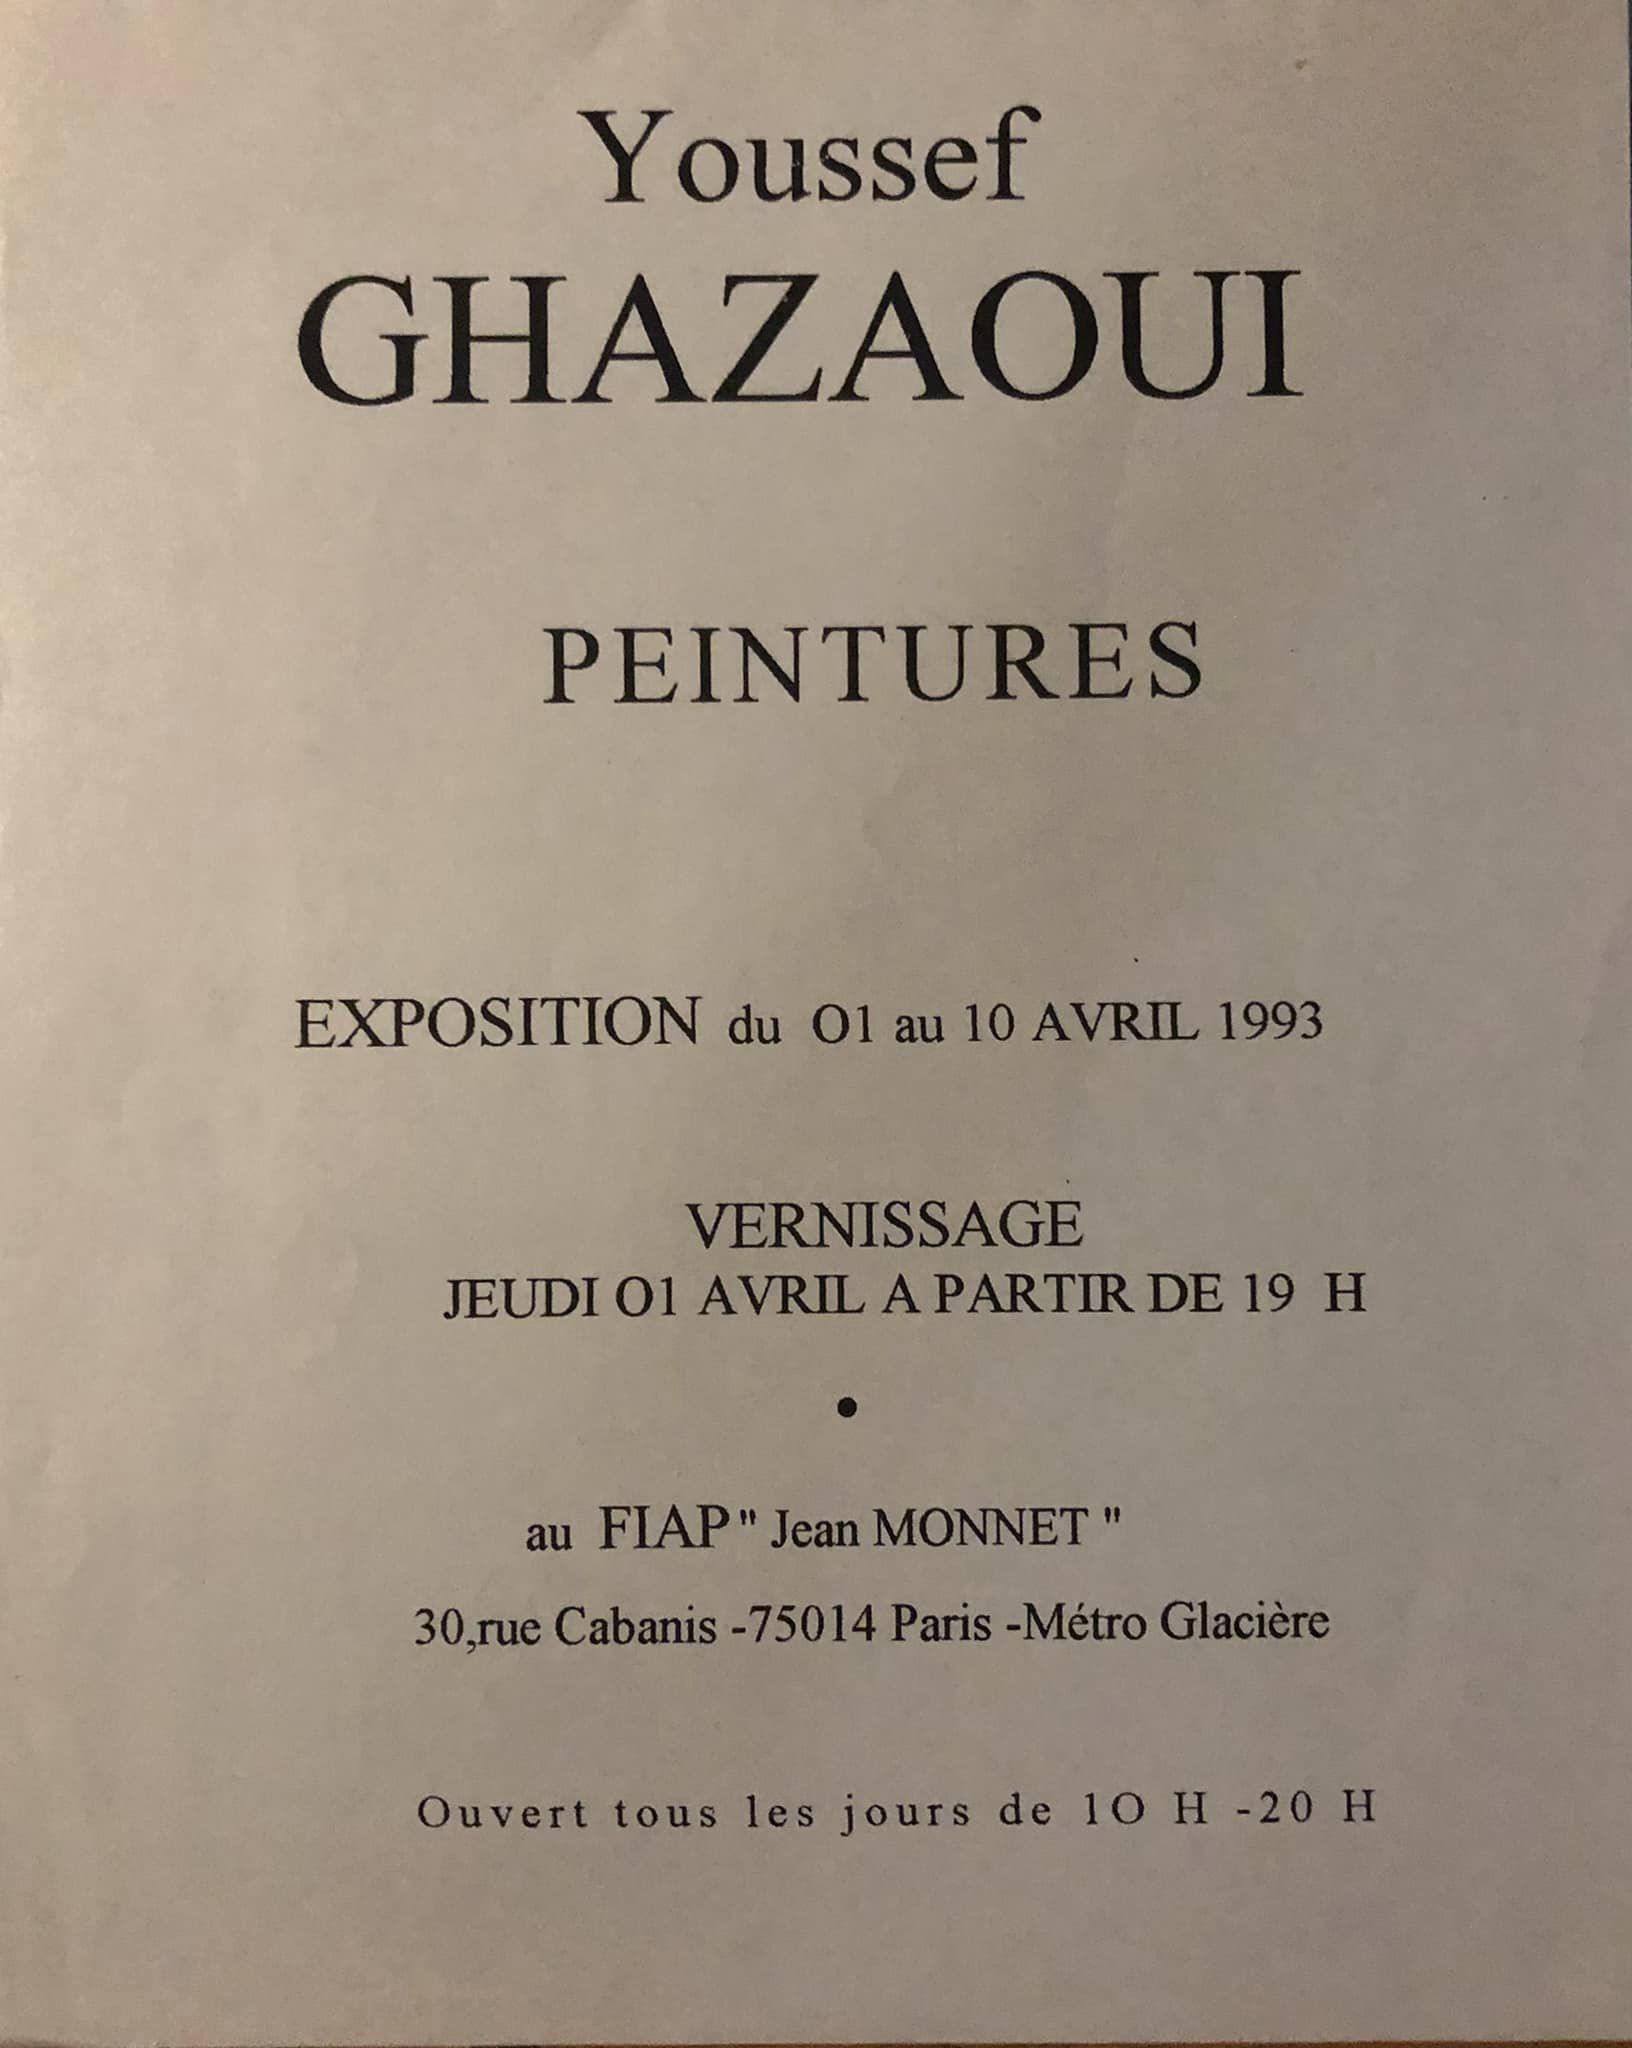 Youssef
GHAZAOUI
PEINTURES
EXPOSITION du O1 au 10 AVRIL 1993
VERNISSAGE
JEUDI O1 AVRIL A PARTIR DE 19 H
•
au FIAP " Jean MONNET "
30,rue Cabanis -75014 Paris -Métro Glacière
Ouvert tous les jours de 1O H -20 H